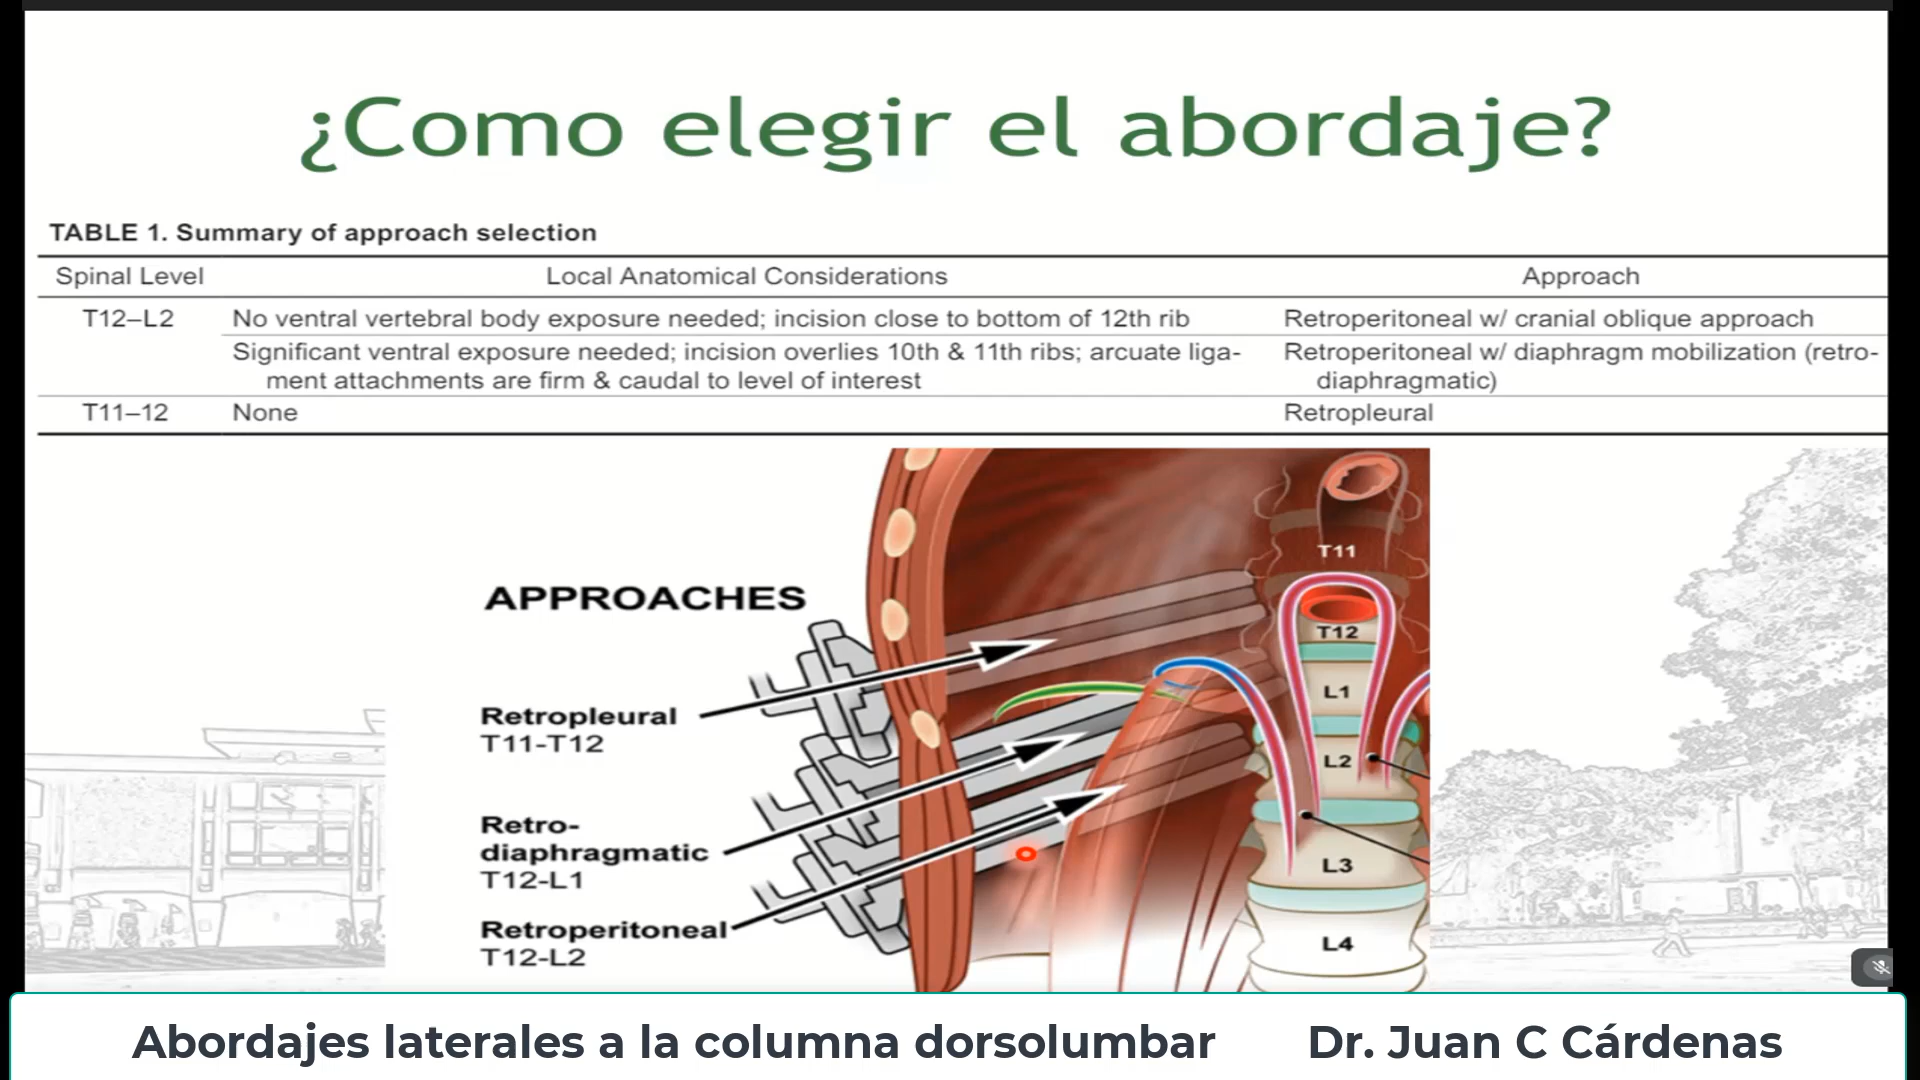 ¿Como elegir el abordaje?
TABLE 1. Summary of approach selection
Spinal Level Local Anatomical Considerations Approach
T12–L2 No ventral vertebral body exposure needed; incision close to bottom of 12th rib Retroperitoneal w/ cranial oblique approach
Significant ventral exposure needed; incision overlies 10th & 11th ribs; arcuate liga- Retroperitoneal w/ diaphragm mobilization (retro-
ment attachments are firm & caudal to level of interest diaphragmatic)
T11–12 None Retropleural
T11
APPROACHES
T12
L1
Retropleural
T11-T12
L2
Retro-
diaphragmatic
T12-L1
L3
Retroperitoneal
T12-L2
L4
Abordajes laterales a la columna dorsolumbar Dr. Juan C Cárdenas